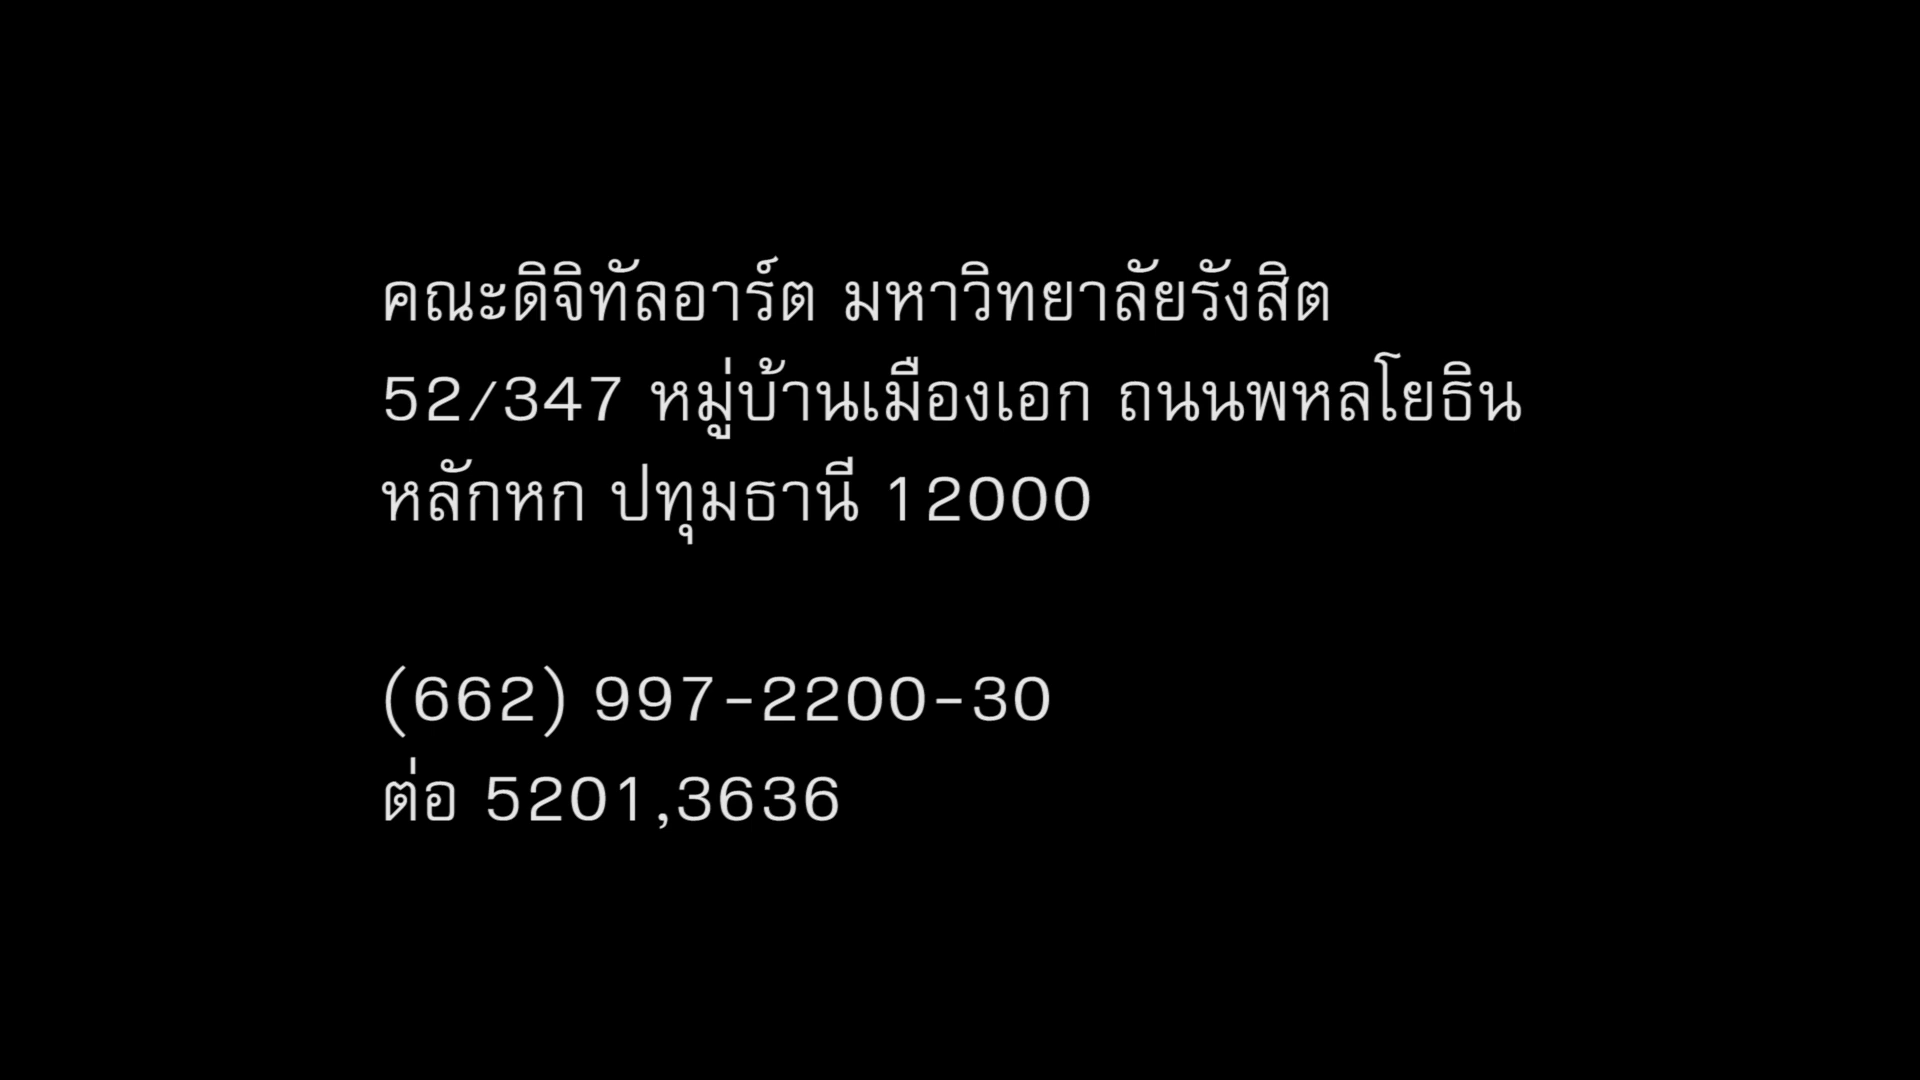 คณะดิจิทัลอาร์ต มหาวิทยาลัยรังสิต
52/347 หมู่บ้านเมืองเอก ถนนพหลโยธิน
หลักหก ปทุมธานี 12000
(662) 997-2200-30
ต่อ 5201,3636